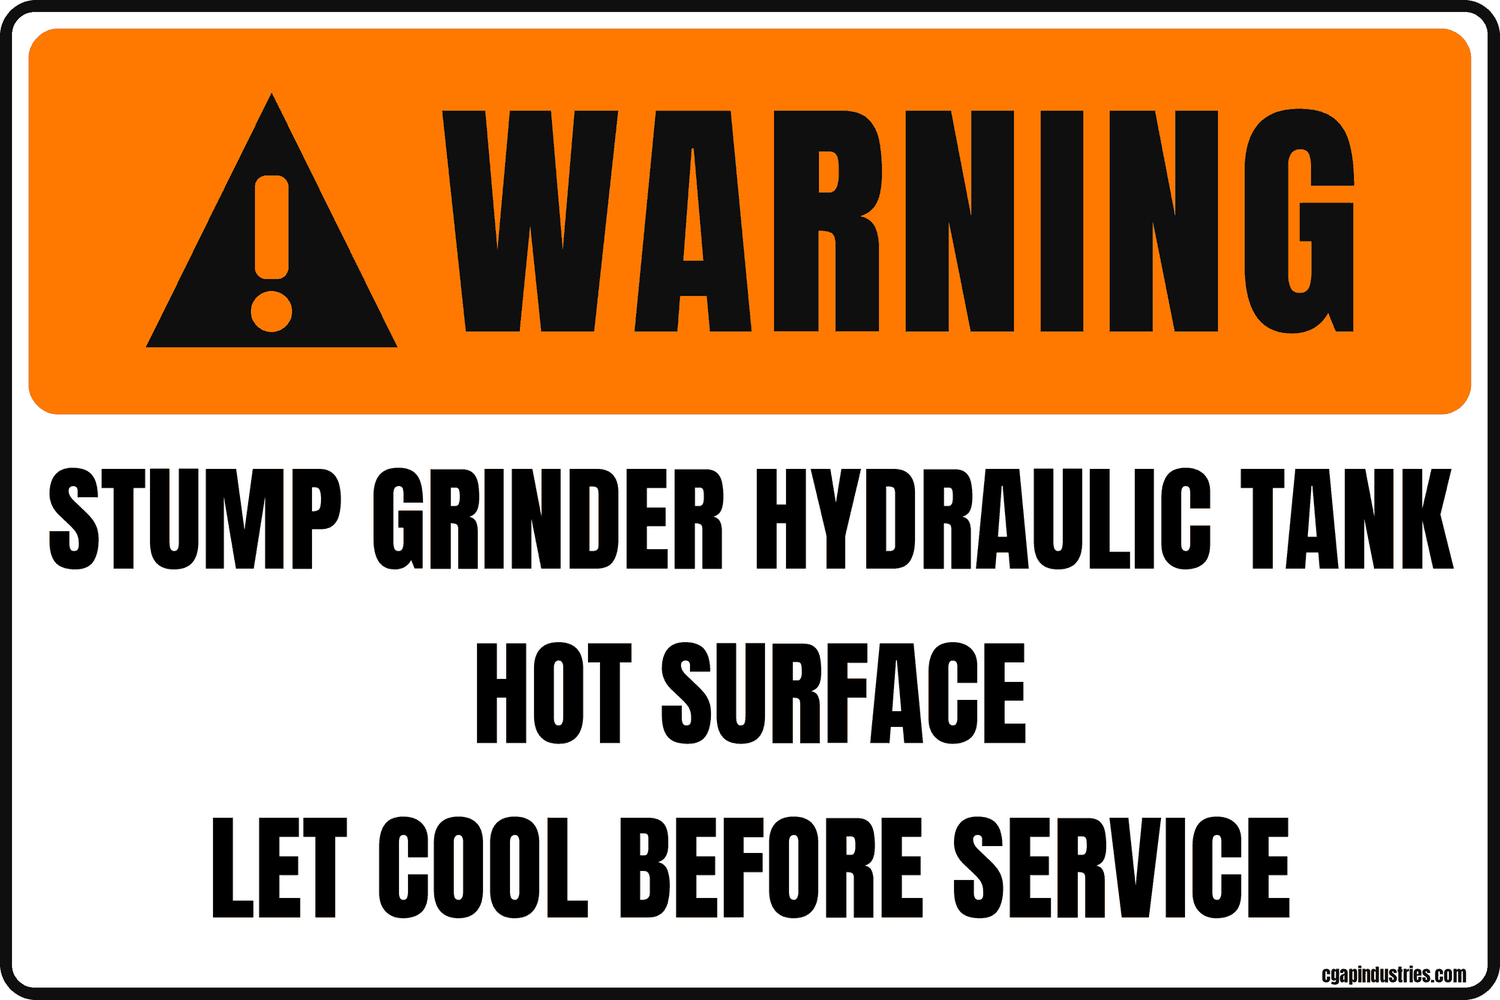 WARNING
STUMP GRINDER HYDRAULIC TANK
HOT SURFACE
LET COOL BEFORE SERVICE
cgapindustries.com